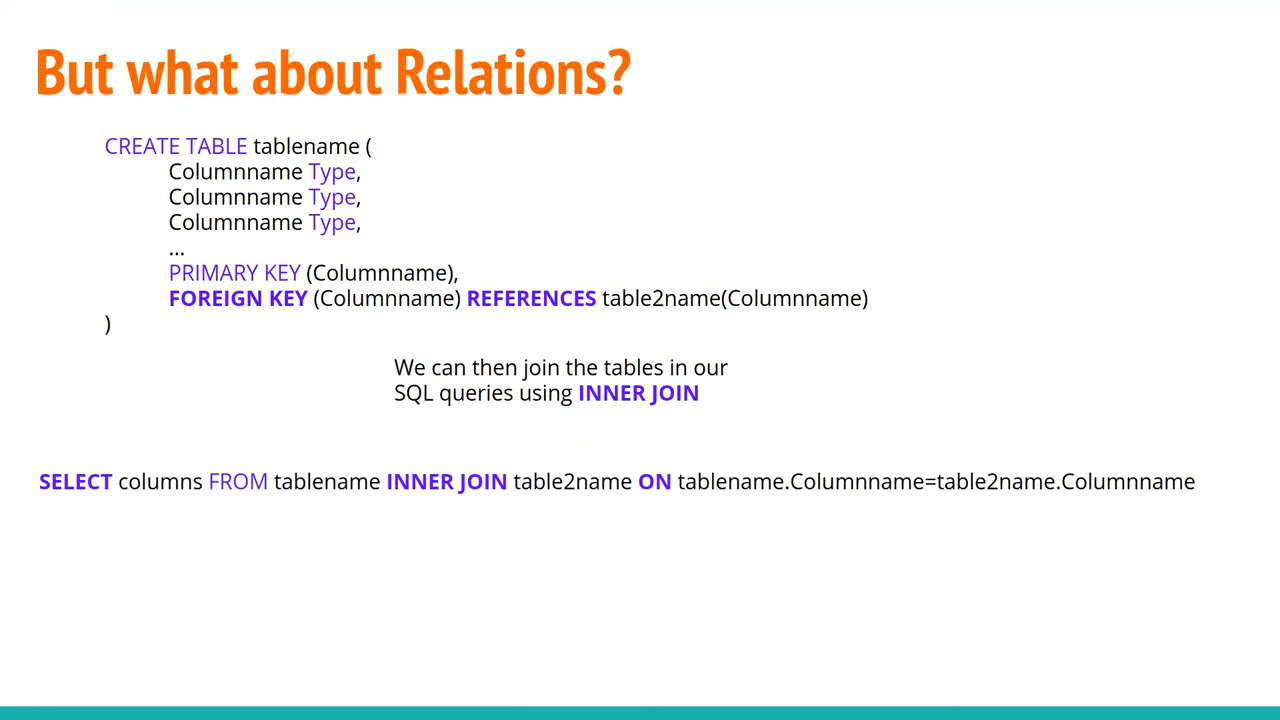 But what about Relations?
CREATE TABLE tablename (
Columnname Type,
Columnname Type,
Columnname Type,
...
PRIMARY KEY (Columnname),
FOREIGN KEY (Columnname) REFERENCES table2name(Columnname)
)
We can then join the tables in our
SQL queries using INNER JOIN
SELECT columns FROM tablename INNER JOIN table2name ON tablename.Columnname=table2name.Columnname